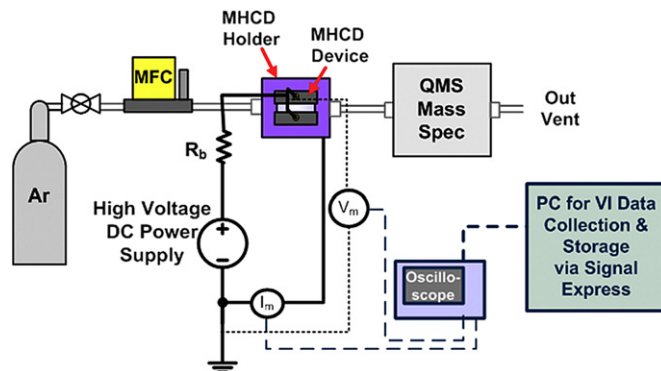 MHCD
Holder
MHCD
Device
MFC
QMS
Mass
Spec
Out
Vent
Ar
Rb
High Voltage
DC Power
Supply
+
−
Vm
Im
Oscillo-
scope
PC for VI Data
Collection &
Storage
via Signal
Express